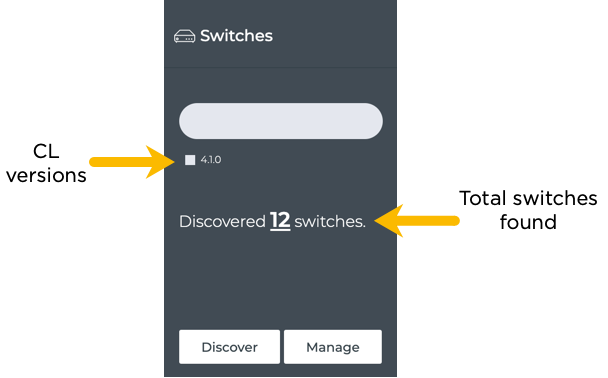 Switches
CL
versions
4.1.0
Total switches
found
Discovered 12 switches.
Discover
Manage